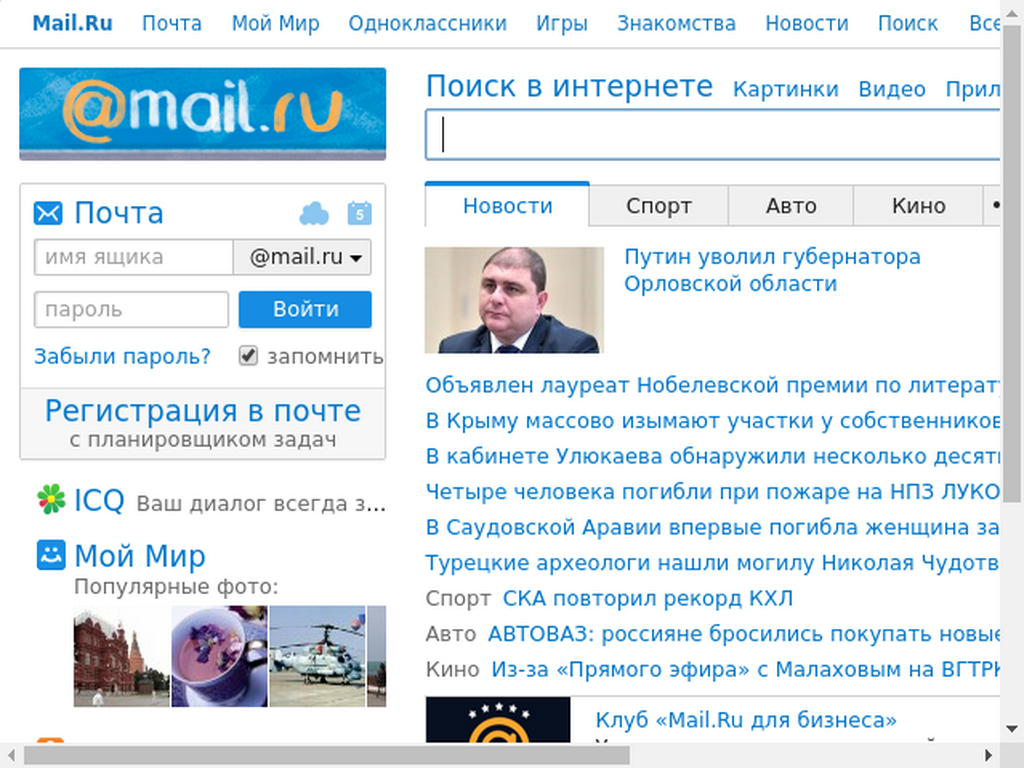 Mail.Ru Почта Мой Мир Одноклассники Игры Знакомства Новости Поиск Все
@mail.ru
Почта 5
имя ящика @mail.ru
пароль Войти
Забыли пароль? запомнить
Регистрация в почте
с планировщиком задач
ICQ Ваш диалог всегда з...
Мой Мир
Популярные фото:
Поиск в интернете Картинки Видео Прил
Новости Спорт Авто Кино
Путин уволил губернатора
Орловской области
Объявлен лауреат Нобелевской премии по литерат
В Крыму массово изымают участки у собственников
В кабинете Улюкаева обнаружили несколько десят
Четыре человека погибли при пожаре на НПЗ ЛУКО
В Саудовской Аравии впервые погибла женщина за
Турецкие археологи нашли могилу Николая Чудотв
Спорт СКА повторил рекорд КХЛ
Авто АВТОВАЗ: россияне бросились покупать новые
Кино Из-за «Прямого эфира» с Малаховым на ВГТРК
Клуб «Mail.Ru для бизнеса»